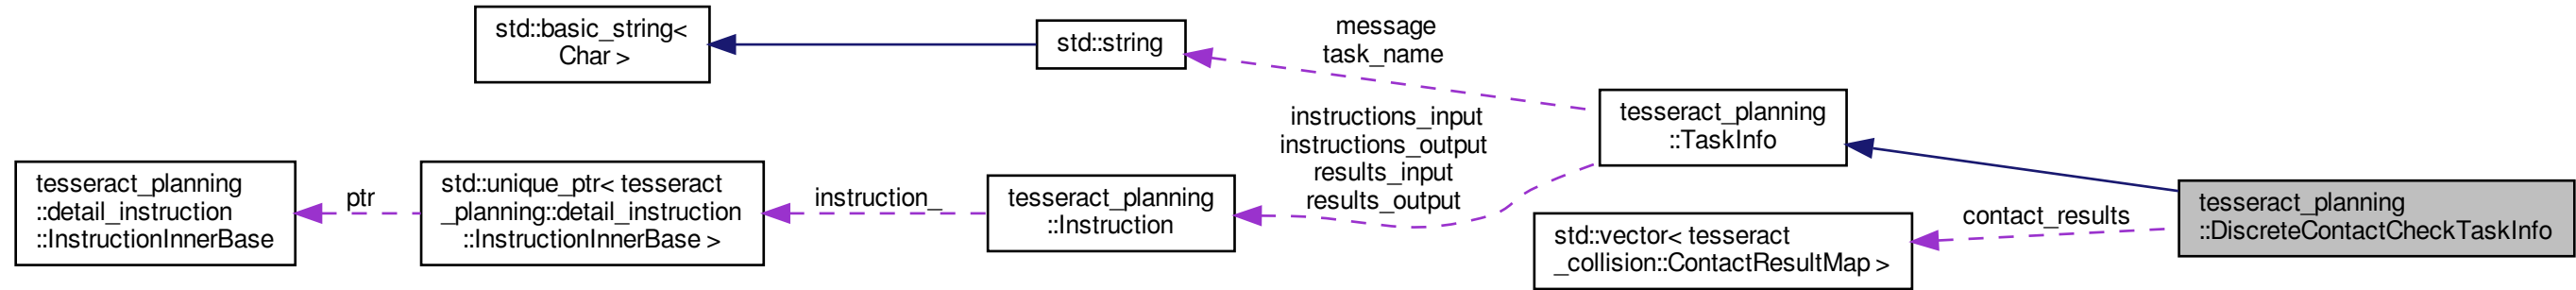 std::basic_string<
Char >
std::string
message
task_name
tesseract_planning
::TaskInfo
instructions_input
instructions_output
results_input
results_output
tesseract_planning
::detail_instruction
::InstructionInnerBase
ptr
std::unique_ptr< tesseract
_planning::detail_instruction
::InstructionInnerBase >
instruction_
tesseract_planning
::Instruction
std::vector< tesseract
_collision::ContactResultMap >
contact_results
tesseract_planning
::DiscreteContactCheckTaskInfo